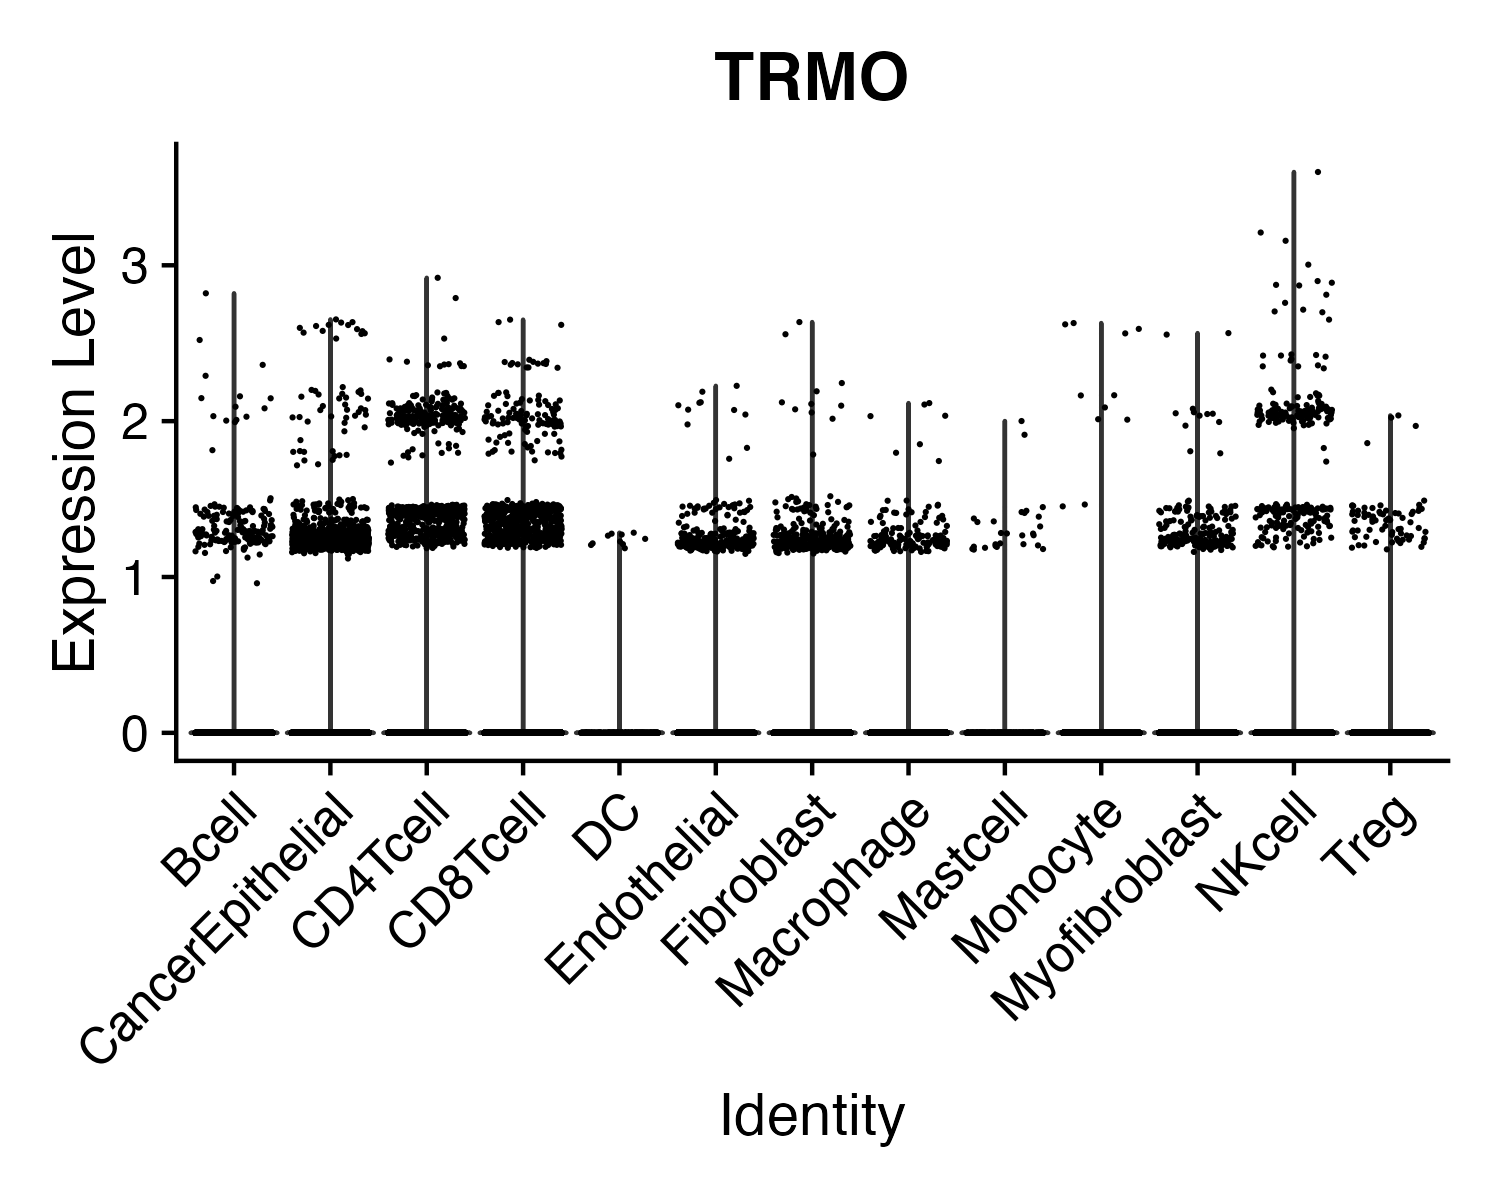 TRMO
Expression Level
3
2
1
0
Bcell
CancerEpithelial
CD4Tcell
CD8Tcell
DC
Endothelial
Fibroblast
Macrophage
Mastcell
Monocyte
Myofibroblast
NKcell
Treg
Identity